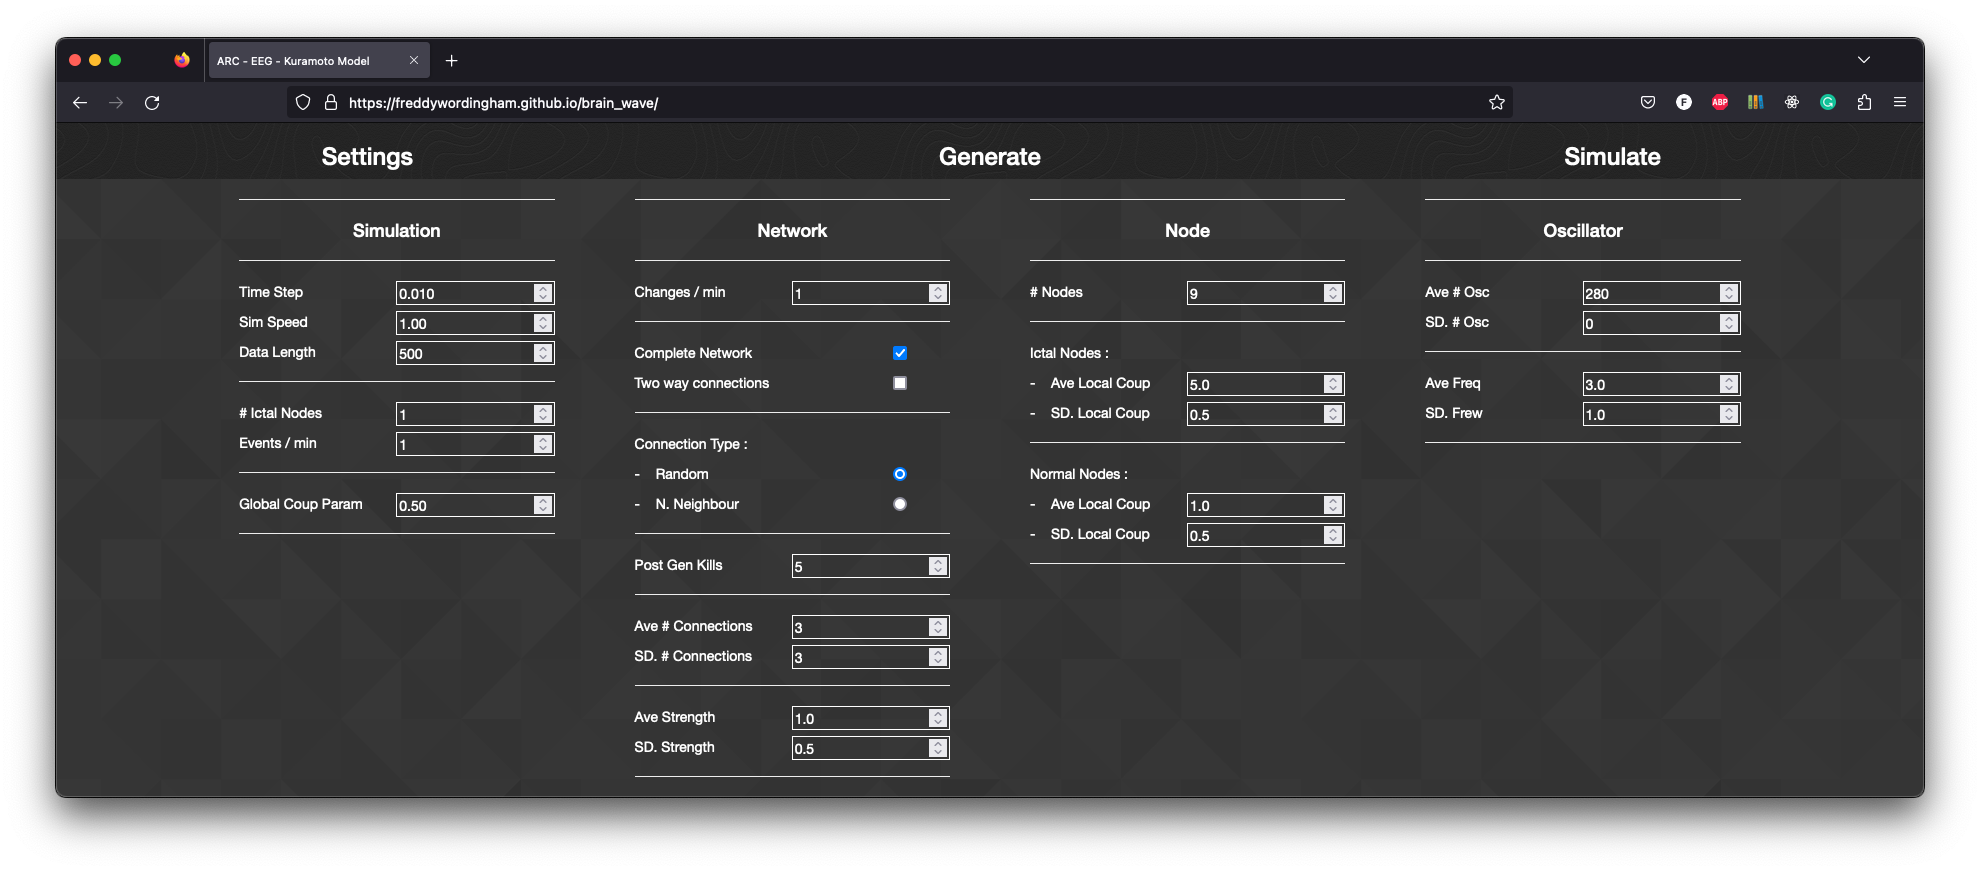 ARC - EEG - Kuramoto Model
https://freddywordingham.github.io/brain_wave/
F
ABP
G
Settings
Generate
Simulate
Simulation
Time Step 0.010
Sim Speed 1.00
Data Length 500
# Ictal Nodes 1
Events / min 1
Global Coup Param 0.50
Network
Changes / min 1
Complete Network
Two way connections
Connection Type :
- Random
- N. Neighbour
Post Gen Kills 5
Ave # Connections 3
SD. # Connections 3
Ave Strength 1.0
SD. Strength 0.5
Node
# Nodes 9
Ictal Nodes :
- Ave Local Coup 5.0
- SD. Local Coup 0.5
Normal Nodes :
- Ave Local Coup 1.0
- SD. Local Coup 0.5
Oscillator
Ave # Osc 280
SD. # Osc 0
Ave Freq 3.0
SD. Frew 1.0